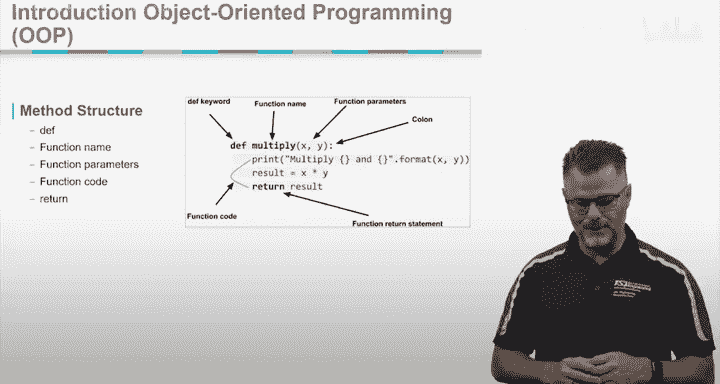 Introduction Object-Oriented Programming
(OOP)
Method Structure
– def
– Function name
– Function parameters
– Function code
– return
def keyword
Function name
Function parameters
Colon
def multiply(x, y):
print("Multiply {} and {}".format(x, y))
result = x * y
return result
Function code
Function return statement